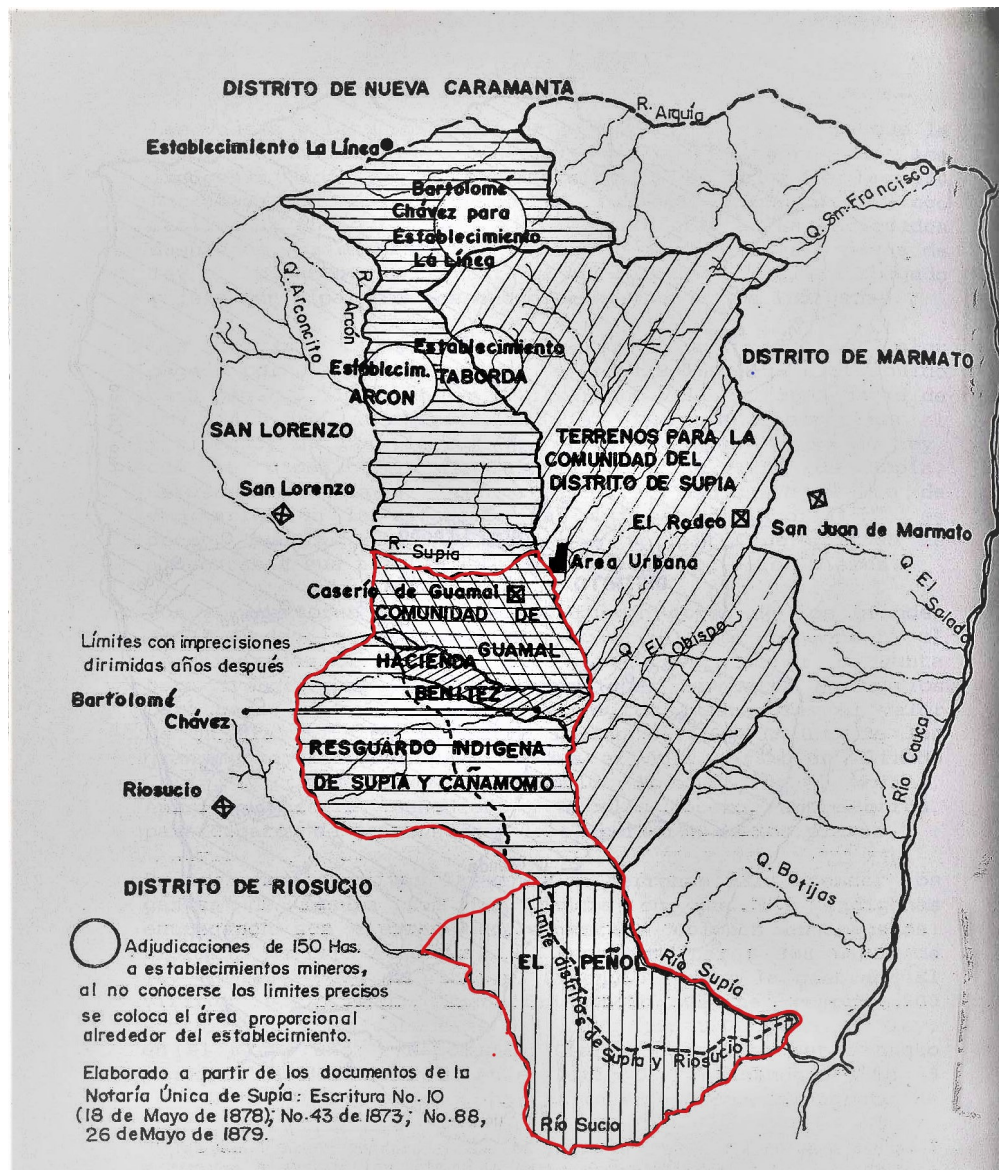 DISTRITO DE NUEVA CARAMANTA
R. Arquía
Establecimiento La Línea
Q. Sn. Francisco
Bartolomé
Chávez para
Establecimiento
La Línea
Q. Arconcito
R. Arcón
Establecimiento
TABORDA
Establecim.
ARCON
DISTRITO DE MARMATO
SAN LORENZO
TERRENOS PARA LA
COMUNIDAD DEL
DISTRITO DE SUPIA
San Lorenzo
El Rodeo
San Juan de Marmato
R. Supía
Area Urbana
Q. El Salado
Caserío de Guamal
COMUNIDAD DE
GUAMAL
Q. El Obispo
Límites con imprecisiones
dirimidas años después
HACIENDA
BENITEZ
Bartolomé
Chávez
RESGUARDO INDIGENA
DE SUPÍA Y CAÑAMOMO
Río Cauca
Riosucio
Q. Botijas
DISTRITO DE RIOSUCIO
EL PEÑOL
Río Supía
Límite distritos de Supía y Riosucio
Río Sucio
Adjudicaciones de 150 Has.
a establecimientos mineros,
al no conocerse los limites precisos
se coloca el área proporcional
alrededor del establecimiento.
Elaborado a partir de los documentos de la
Notaría Única de Supía: Escritura No. 10
(18 de Mayo de 1878); No. 43 de 1873; No. 88,
26 de Mayo de 1879.